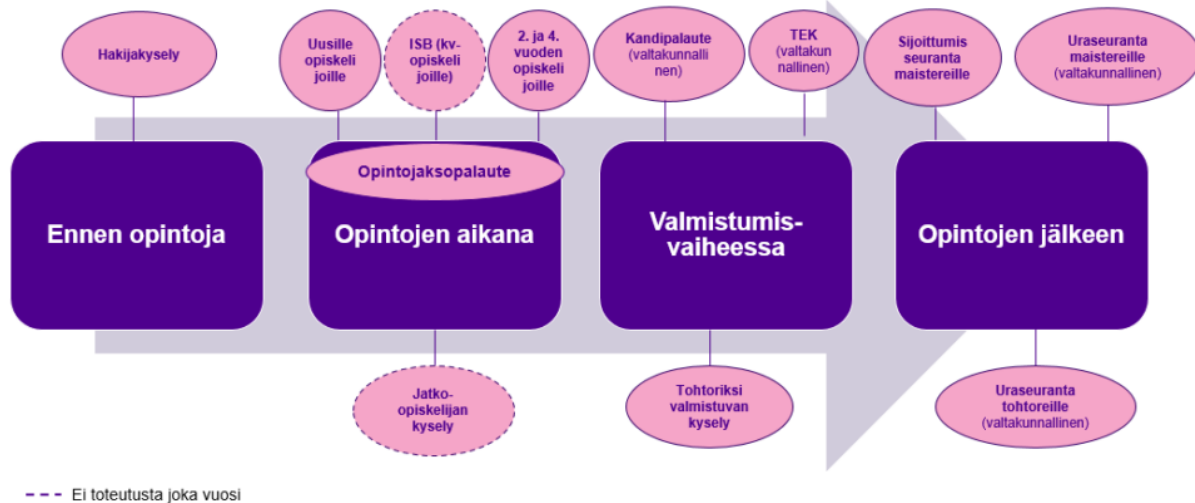 Hakijakysely
Uusille
opiskeli
joille
ISB (kv-
opiskeli
joille)
2. ja 4.
vuoden
opiskeli
joille
Kandipalaute
(valtakunnalli
nen)
TEK
(valtakun
nallinen)
Sijoittumis
seuranta
maistereille
Uraseuranta
maistereille
(valtakunnallinen)
Ennen opintoja
Opintojaksopalaute
Opintojen aikana
Valmistumis-
vaiheessa
Opintojen jälkeen
Jatko-
opiskelijan
kysely
Tohtoriksi
valmistuvan
kysely
Uraseuranta
tohtoreille
(valtakunnallinen)
Ei toteutusta joka vuosi